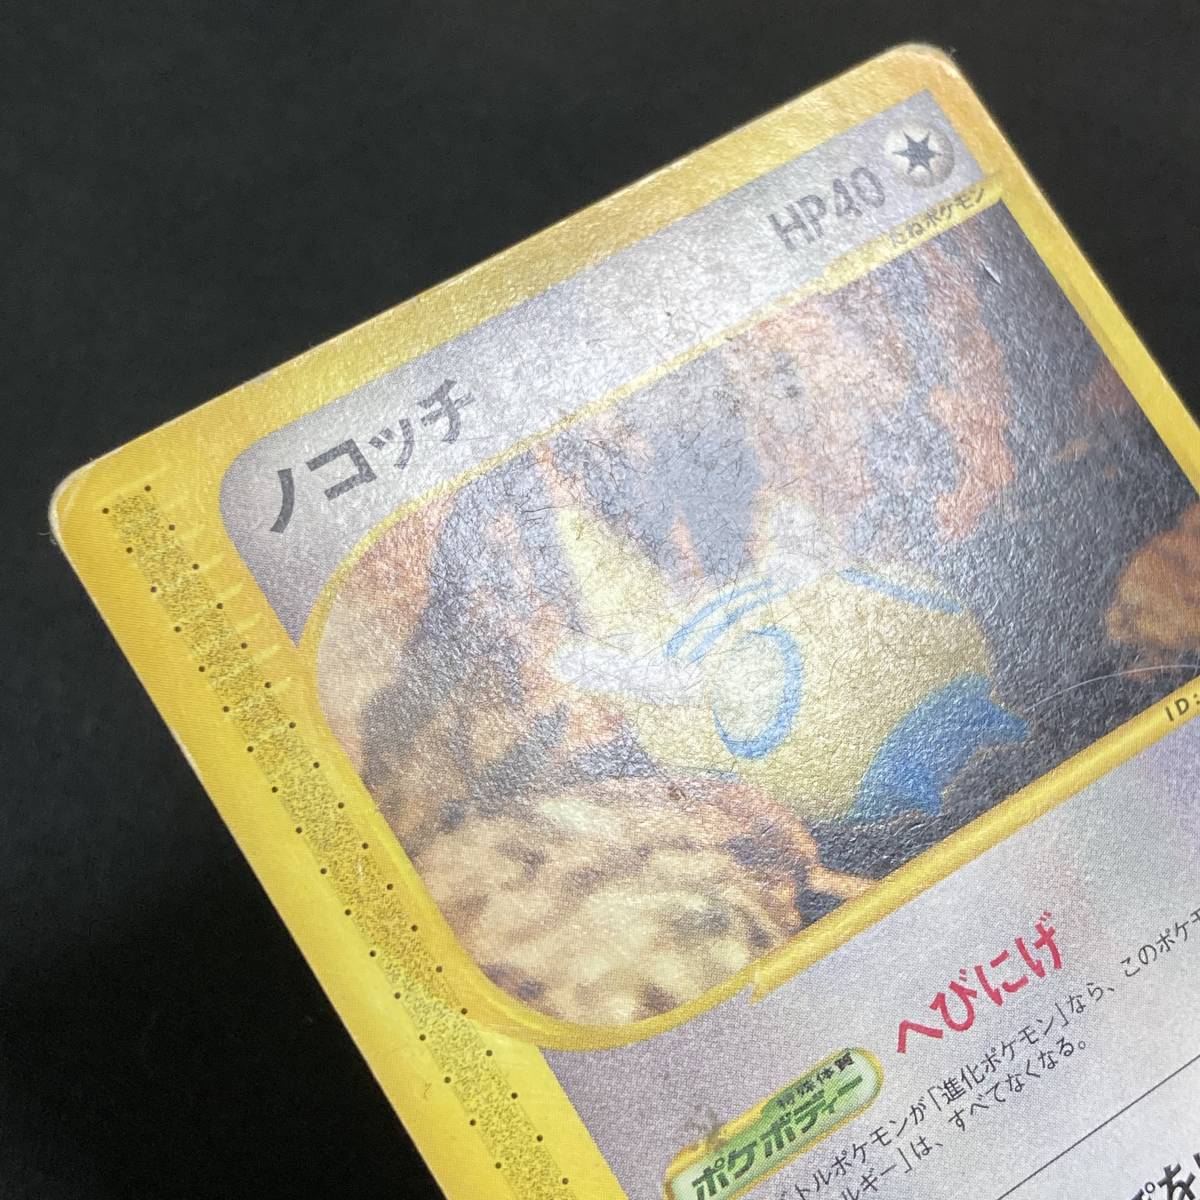 ノコッチ HP40
たねポケモン
ID:
特殊体質
ポケボディー へびにげ
トルポケモンが「進化ポケモン」なら、このポケモ
ルギー」は、すべてなくなる。